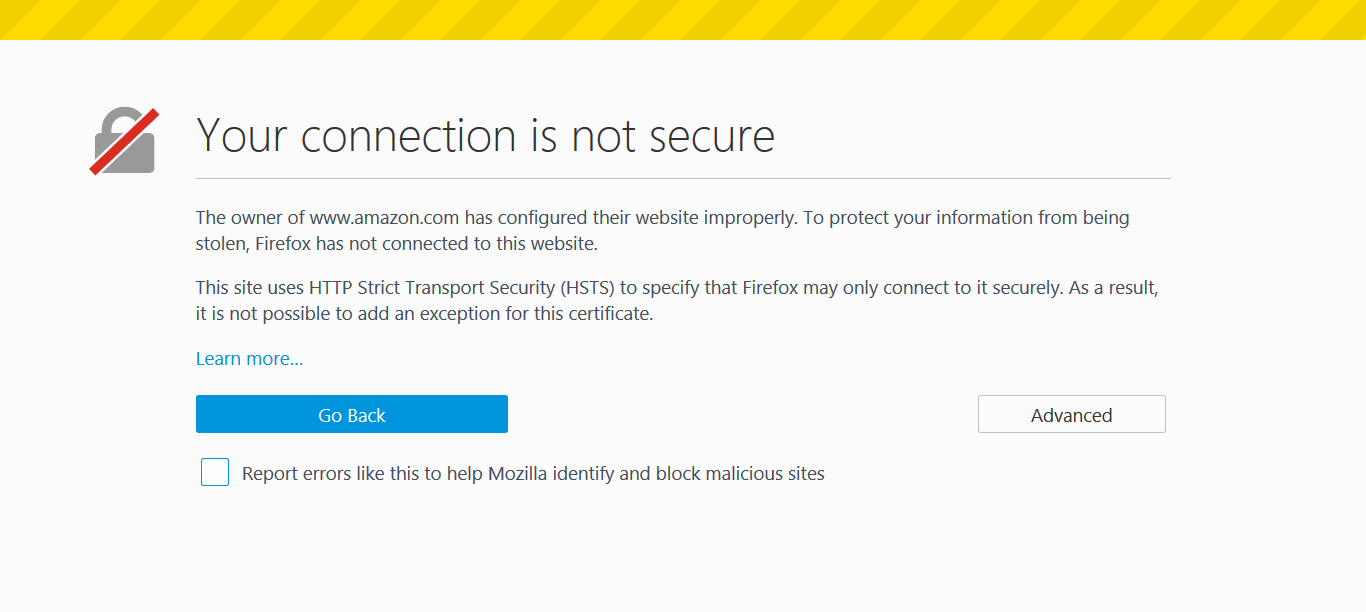 Your connection is not secure
The owner of www.amazon.com has configured their website improperly. To protect your information from being
stolen, Firefox has not connected to this website.
This site uses HTTP Strict Transport Security (HSTS) to specify that Firefox may only connect to it securely. As a result,
it is not possible to add an exception for this certificate.
Learn more...
Go Back
Advanced
Report errors like this to help Mozilla identify and block malicious sites